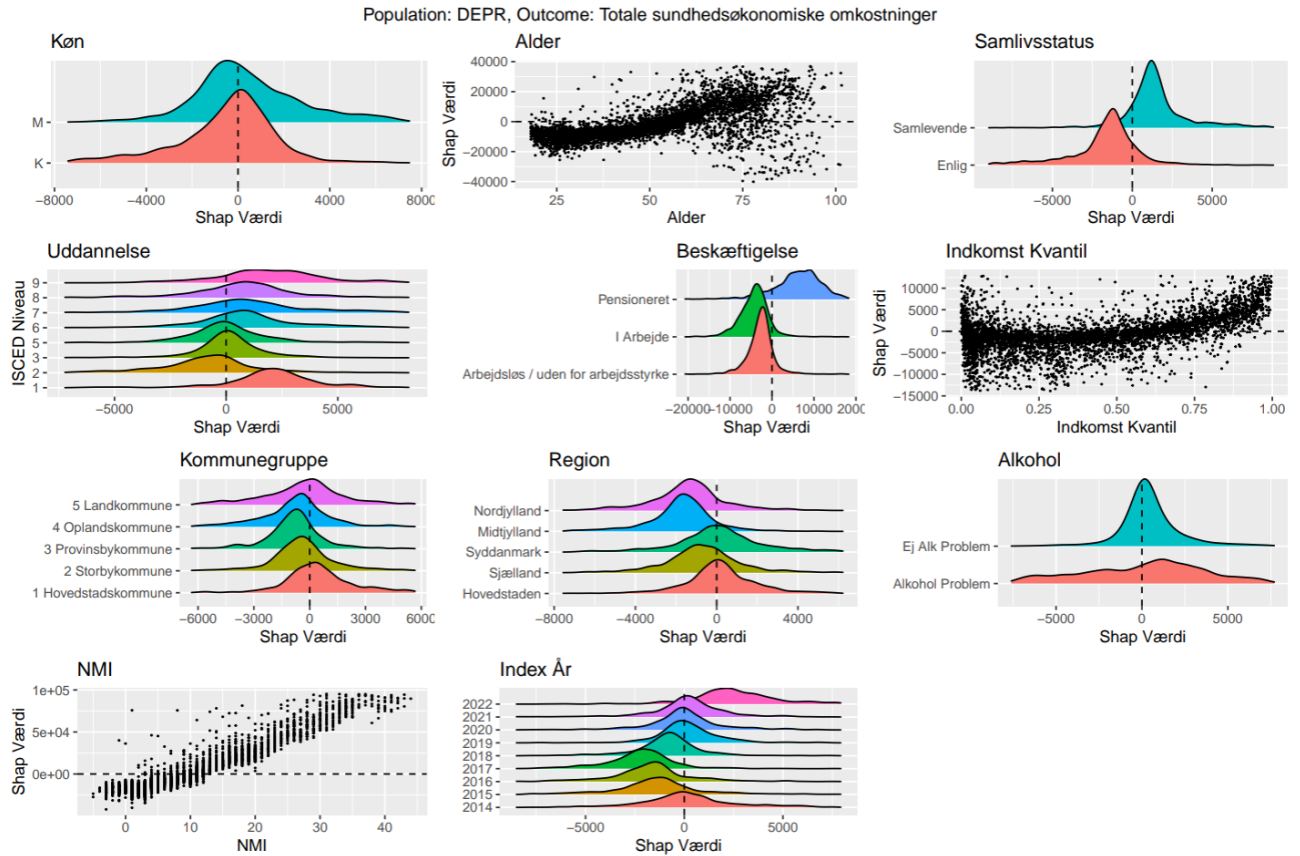 Population: DEPR, Outcome: Totale sundhedsøkonomiske omkostninger
Køn
M
K
−8000 −4000 0 4000 8000
Shap Værdi
Alder
Shap Værdi
40000
20000
0
−20000
−40000
25 50 75 100
Alder
Samlivsstatus
Samlevende
Enlig
−5000 0 5000
Shap Værdi
Uddannelse
ISCED Niveau
9
8
7
6
5
3
2
1
−5000 0 5000
Shap Værdi
Beskæftigelse
Pensioneret
I Arbejde
Arbejdsløs / uden for arbejdsstyrke
−20000 −10000 0 10000 2000
Shap Værdi
Indkomst Kvantil
Shap Værdi
10000
5000
0
−5000
−10000
−15000
0.00 0.25 0.50 0.75 1.00
Indkomst Kvantil
Kommunegruppe
5 Landkommune
4 Oplandskommune
3 Provinsbykommune
2 Storbykommune
1 Hovedstadskommune
−6000 −3000 0 3000 6000
Shap Værdi
Region
Nordjylland
Midtjylland
Syddanmark
Sjælland
Hovedstaden
−8000 −4000 0 4000
Shap Værdi
Alkohol
Ej Alk Problem
Alkohol Problem
−5000 0 5000
Shap Værdi
NMI
Shap Værdi
1e+05
5e+04
0e+00
0 10 20 30 40
NMI
Index År
2022
2021
2020
2019
2018
2017
2016
2015
2014
−5000 0 5000
Shap Værdi